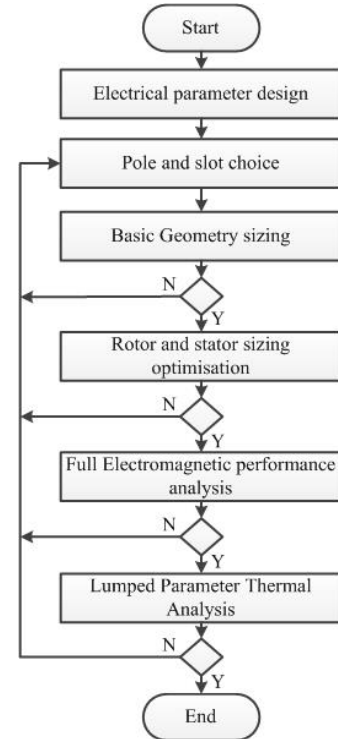 Start
Electrical parameter design
Pole and slot choice
Basic Geometry sizing
N
Y
Rotor and stator sizing
optimisation
N
Y
Full Electromagnetic performance
analysis
N
Y
Lumped Parameter Thermal
Analysis
N
Y
End